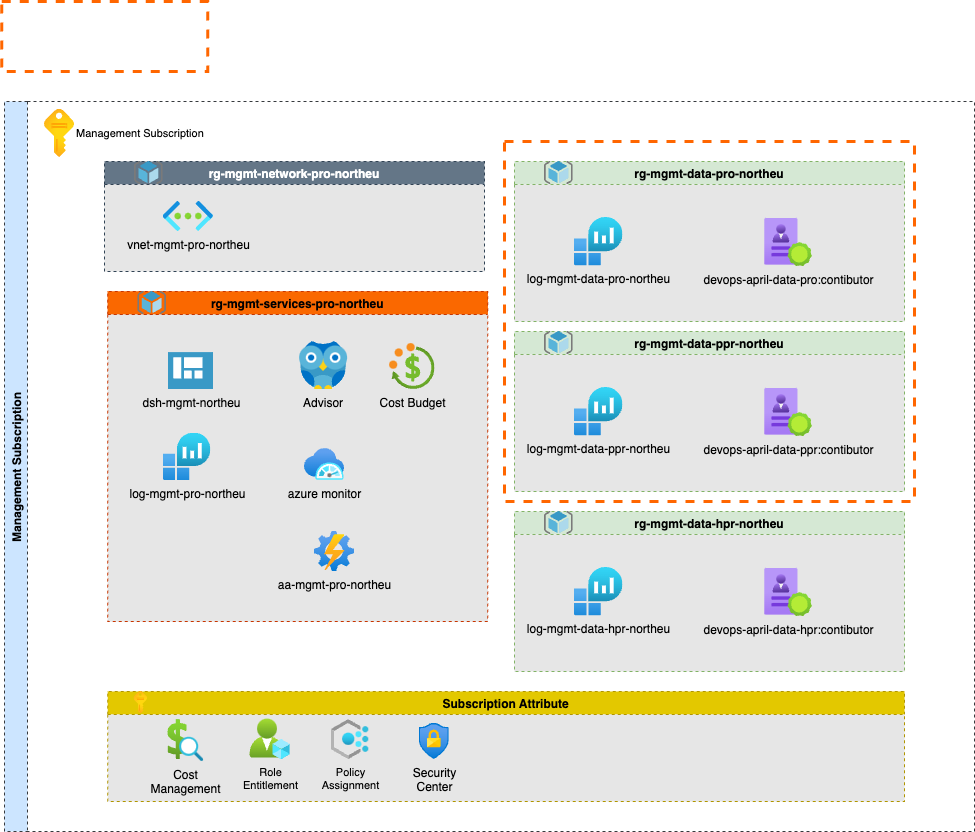 Management Subscription
Management Subscription
rg-mgmt-network-pro-northeu
vnet-mgmt-pro-northeu
rg-mgmt-services-pro-northeu
dsh-mgmt-northeu
Advisor
Cost Budget
log-mgmt-pro-northeu
azure monitor
aa-mgmt-pro-northeu
rg-mgmt-data-pro-northeu
log-mgmt-data-pro-northeu
devops-april-data-pro:contibutor
rg-mgmt-data-ppr-northeu
log-mgmt-data-ppr-northeu
devops-april-data-ppr:contibutor
rg-mgmt-data-hpr-northeu
log-mgmt-data-hpr-northeu
devops-april-data-hpr:contibutor
Subscription Attribute
Cost
Management
Role
Entitlement
Policy
Assignment
Security
Center